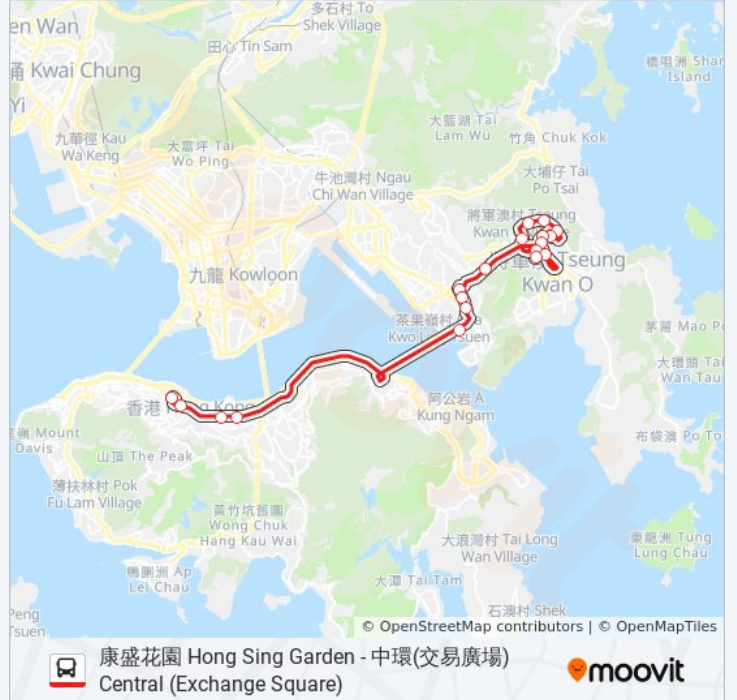 多石村 To
Shek Village
en Wan
田心 Tin Sam
橋咀洲 Shar
Island
涌 Kwai Chung
Yi
大藍湖 Tai
Lam Wu
竹角 Chuk Kok
九華徑 Kau
Wa Keng
大窩坪 Tai
Wo Ping
牛池灣村 Ngau
Chi Wan Village
大埔仔 Tai
Po Tsai
將軍澳村 Tseung
Kwan
九龍 Kowloon
Tseung
Kwan O
茶果嶺村
Kwo
茅莆 Mao P
大環頭 Tai
Wan Tau
香港
阿公岩 A
Kung Ngam
嶺 Mount
Davis
山頂 The Peak
布袋澳 Po To
薄扶林村 Pok
Fu Lam Village
黃竹坑舊圍
Wong Chuk
Hang Kau Wai
大浪灣村 Tai Long
Wan Village
東龍洲 Tung
Lung Chau
鴨脷洲 Ap
Lei Chau
大潭 Tai Tam
Peng
Tsuen
石澳村 Shek
© OpenStreetMap contributors | © OpenMapTiles
康盛花園 Hong Sing Garden - 中環(交易廣場)
Central (Exchange Square)
moovit